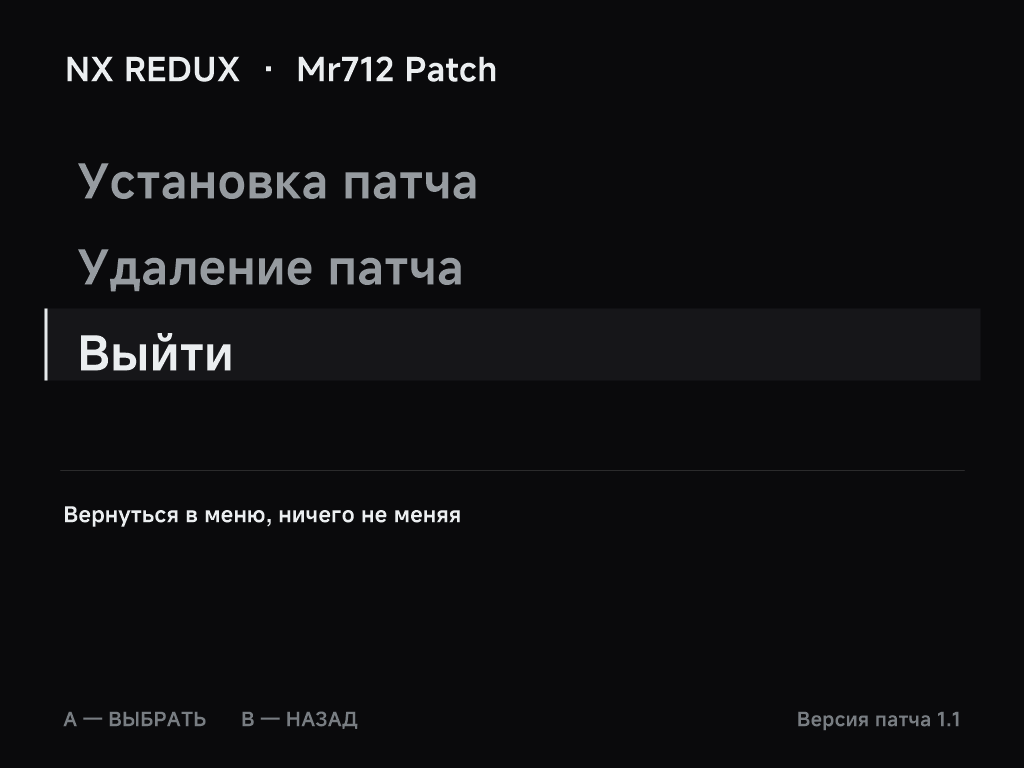 NX REDUX · Mr712 Patch
Установка патча
Удаление патча
Выйти
Вернуться в меню, ничего не меняя
A — ВЫБРАТЬ B — НАЗАД
Версия патча 1.1